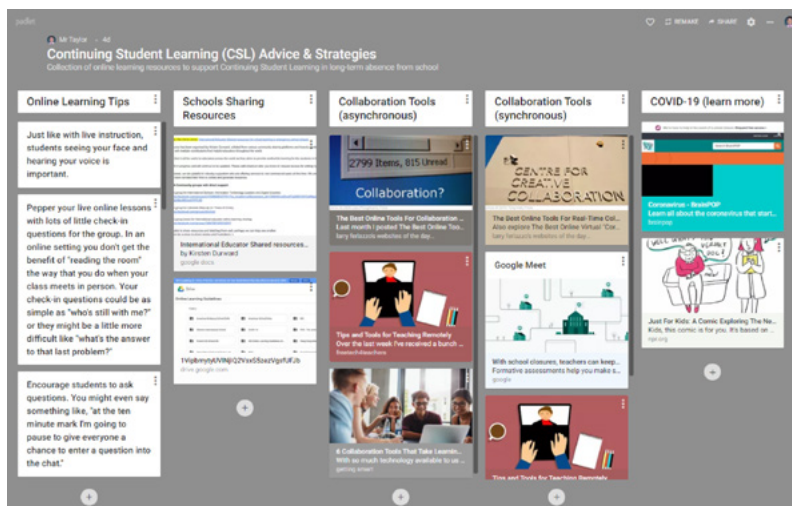 padlet
REMAKE
SHARE
Mr Taylor · 4d
Continuing Student Learning (CSL) Advice & Strategies
Collection of online learning resources to support Continuing Student Learning in long-term absence from school
Online Learning Tips
Just like with live instruction,
students seeing your face and
hearing your voice is
important.
Pepper your live online lessons
with lots of little check-in
questions for the group. In an
online setting you don't get the
benefit of "reading the room"
the way that you do when your
class meets in person. Your
check-in questions could be as
simple as "who's still with me?"
or they might be a little more
difficult like "what's the answer
to that last problem?"
Encourage students to ask
questions. You might even say
something like, "at the ten
minute mark I'm going to
pause to give everyone a
chance to enter a question into
the chat."
Schools Sharing
Resources
International Educator Shared resources...
by Kirsten Durward
google docs
Online Learning Guidelines
drive.google.com
Collaboration Tools
(asynchronous)
2799 Items, 815 Unread
Collaboration?
The Best Online Tools For Collaboration ...
Last month I posted The Best Online Too...
larry ferlazzo's websites of the day...
Tips and Tools for Teaching Remotely
Over the last week I've received a bunch ...
freetech4teachers
6 Collaboration Tools That Take Learnin...
With so much technology available to us ...
getting smart
Collaboration Tools
(synchronous)
CENTRE FOR
CREATIVE
COLLABORATION
The Best Online Tools For Real-Time Col...
Also explore The Best Online Virtual "Cor...
larry ferlazzo's websites of the day...
Google Meet
With school closures, teachers can keep...
Formative assessments help you make s...
google
Tips and Tools for Teaching Remotely
COVID-19 (learn more)
Coronavirus - BrainPOP
Learn all about the coronavirus that start...
brainpop
Just For Kids: A Comic Exploring The Ne...
Kids, this comic is for you. It's based on ...
npr.org